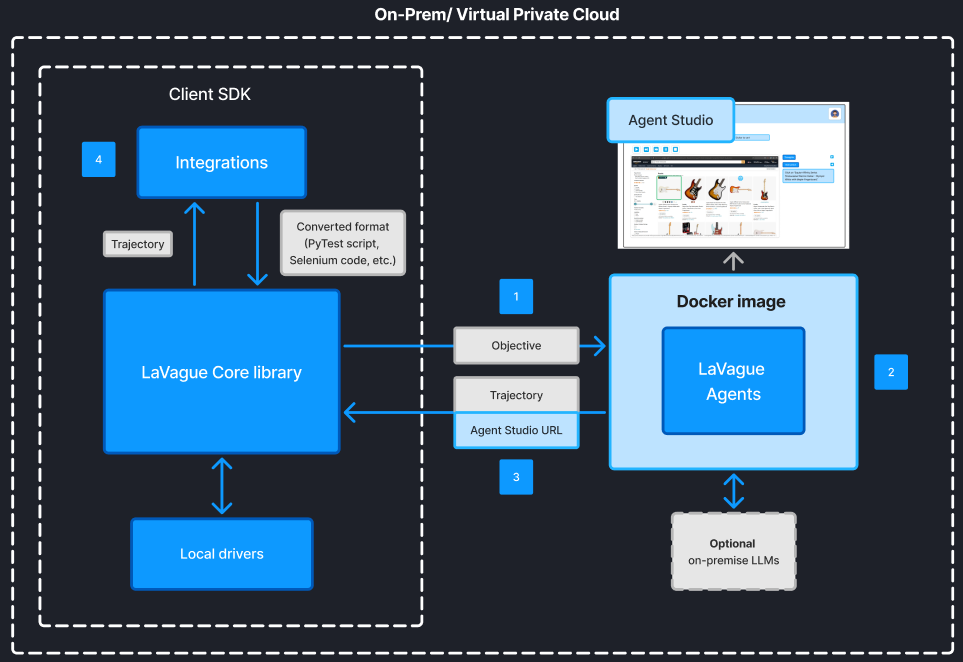 On-Prem/ Virtual Private Cloud
Client SDK
4
Integrations
Trajectory
Converted format
(PyTest script,
Selenium code, etc.)
LaVague Core library
Local drivers
1
Objective
Trajectory
Agent Studio URL
3
Agent Studio
Docker image
LaVague
Agents
2
Optional
on-premise LLMs